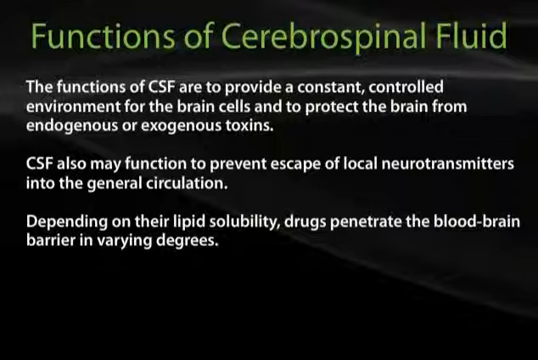 Functions of Cerebrospinal Fluid
The functions of CSF are to provide a constant, controlled
environment for the brain cells and to protect the brain from
endogenous or exogenous toxins.
CSF also may function to prevent escape of local neurotransmitters
into the general circulation.
Depending on their lipid solubility, drugs penetrate the blood-brain
barrier in varying degrees.